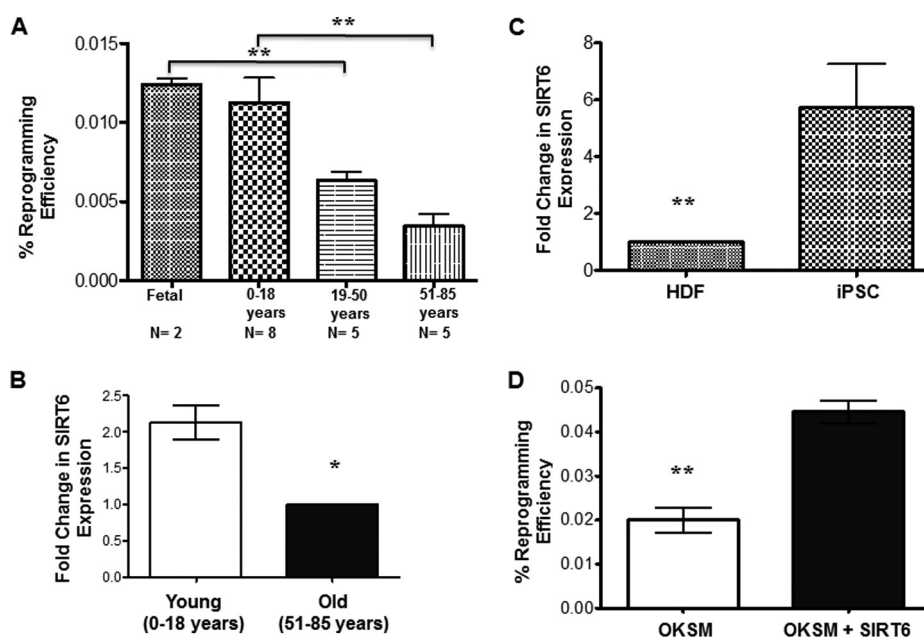 A
% Reprogramming
Efficiency
0.015
0.010
0.005
0.000
**
**
Fetal
0-18
years
19-50
years
51-85
years
N= 2
N= 8
N= 5
N= 5
C
Fold Change in SIRT6
Expression
8
6
4
2
0
**
HDF
iPSC
B
Fold Change in SIRT6
Expression
2.5
2.0
1.5
1.0
0.5
0.0
*
Young
(0-18 years)
Old
(51-85 years)
D
% Reprogramming
Efficiency
0.05
0.04
0.03
0.02
0.01
0.00
**
OKSM
OKSM + SIRT6